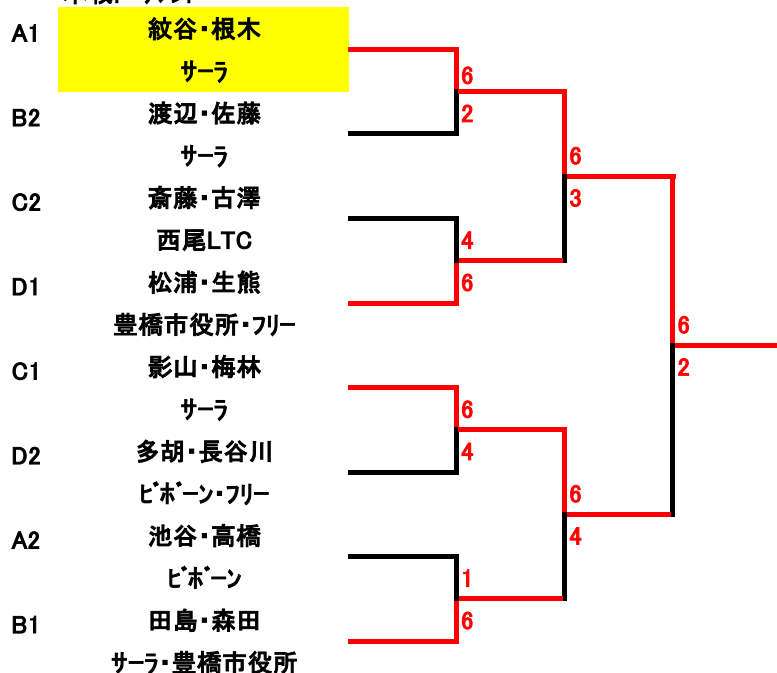 A1 紋谷・根木
サーラ
6
B2 渡辺・佐藤
2
サーラ
6
C2 斎藤・古澤
3
西尾LTC
4
D1 松浦・生熊
6
豊橋市役所・フリー
6
C1 影山・梅林
2
サーラ
6
D2 多胡・長谷川
4
ビボーン・フリー
6
A2 池谷・高橋
4
ビボーン
1
B1 田島・森田
6
サーラ・豊橋市役所